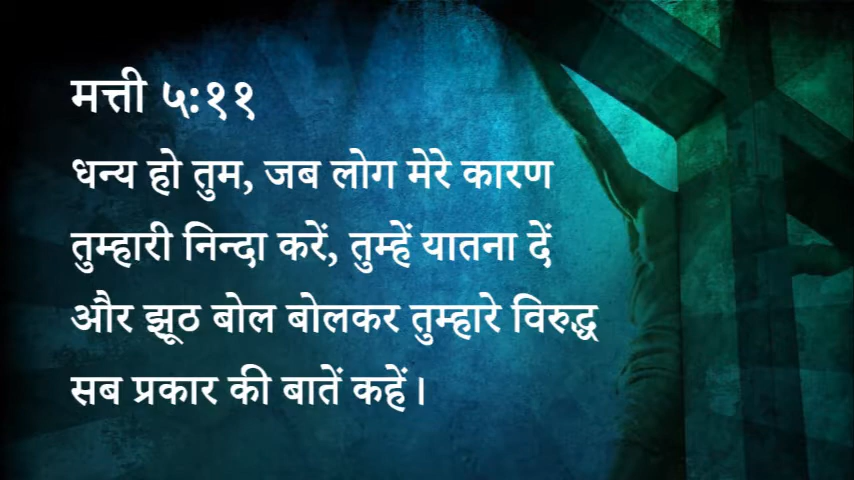 मत्ती ५:११
धन्य हो तुम, जब लोग मेरे कारण
तुम्हारी निन्दा करें, तुम्हें यातना दें
और झूठ बोल बोलकर तुम्हारे विरुद्ध
सब प्रकार की बातें कहें।